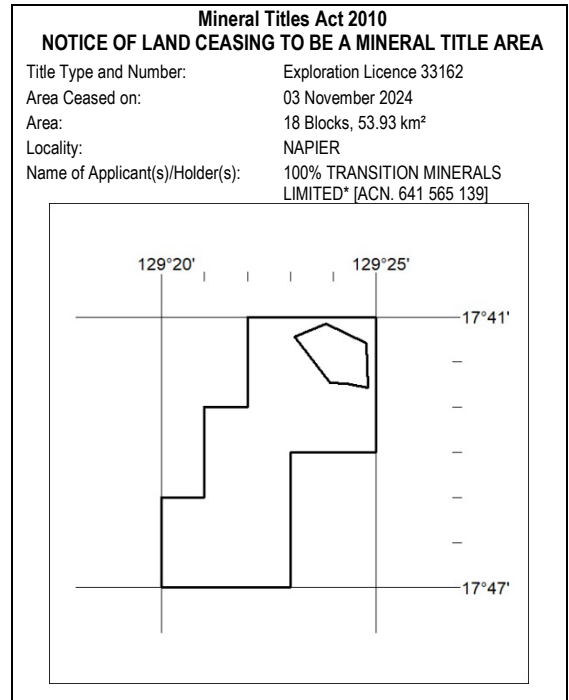 Mineral Titles Act 2010
NOTICE OF LAND CEASING TO BE A MINERAL TITLE AREA
Title Type and Number: Exploration Licence 33162
Area Ceased on: 03 November 2024
Area: 18 Blocks, 53.93 km²
Locality: NAPIER
Name of Applicant(s)/Holder(s): 100% TRANSITION MINERALS
LIMITED* [ACN. 641 565 139]
129°20' 129°25'
17°41'
17°47'